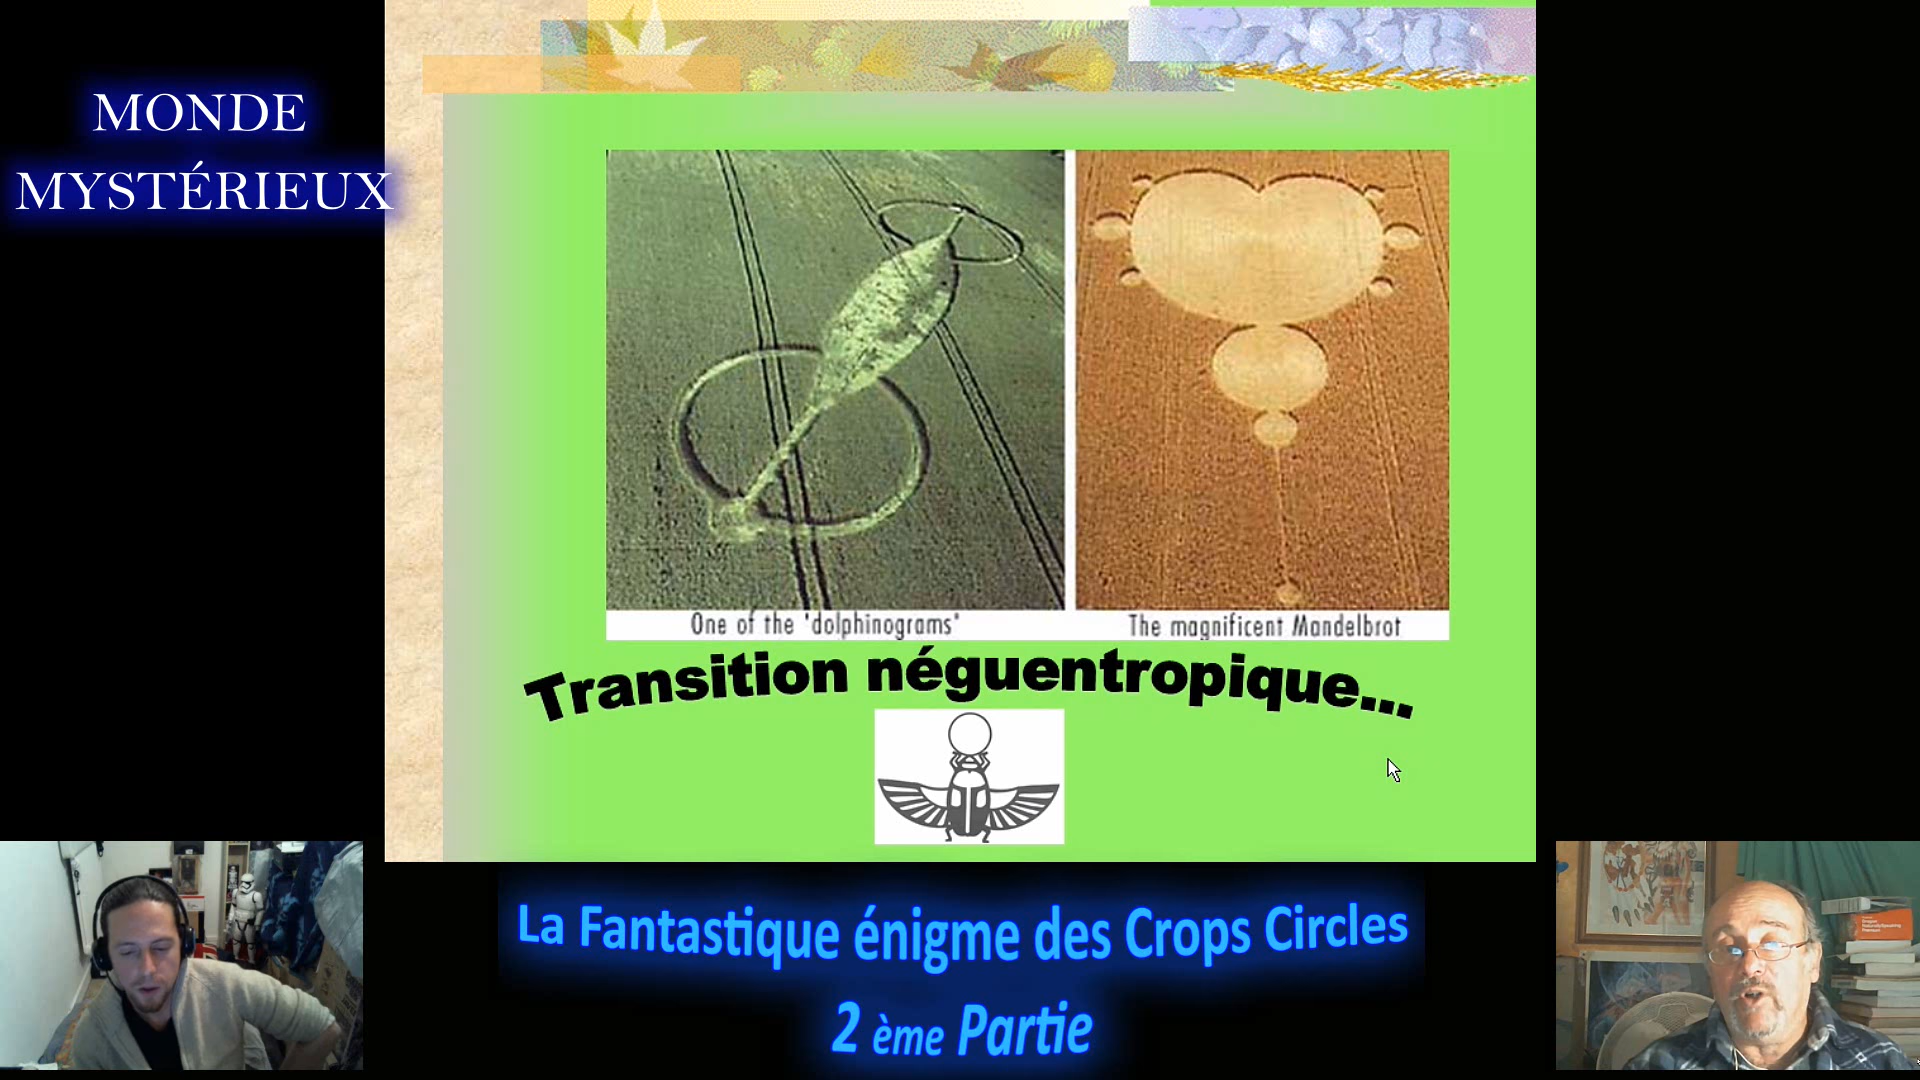 MONDE
MYSTÉRIEUX
One of the 'dolphinograms'
The magnificent Mandelbrot
Transition néguentropique...
La Fantastique énigme des Crops Circles
2 ème Partie